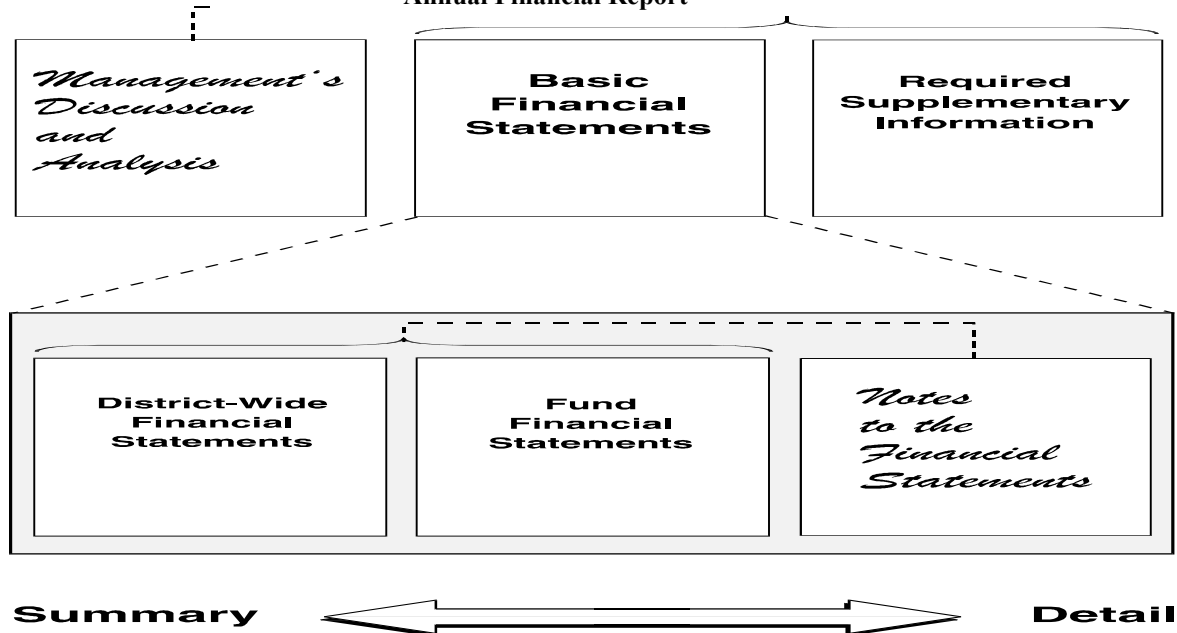 Annual Financial Report
Management's
Discussion
and
Analysis
Basic
Financial
Statements
Required
Supplementary
Information
District-Wide
Financial
Statements
Fund
Financial
Statements
Notes
to the
Financial
Statements
Summary
Detail